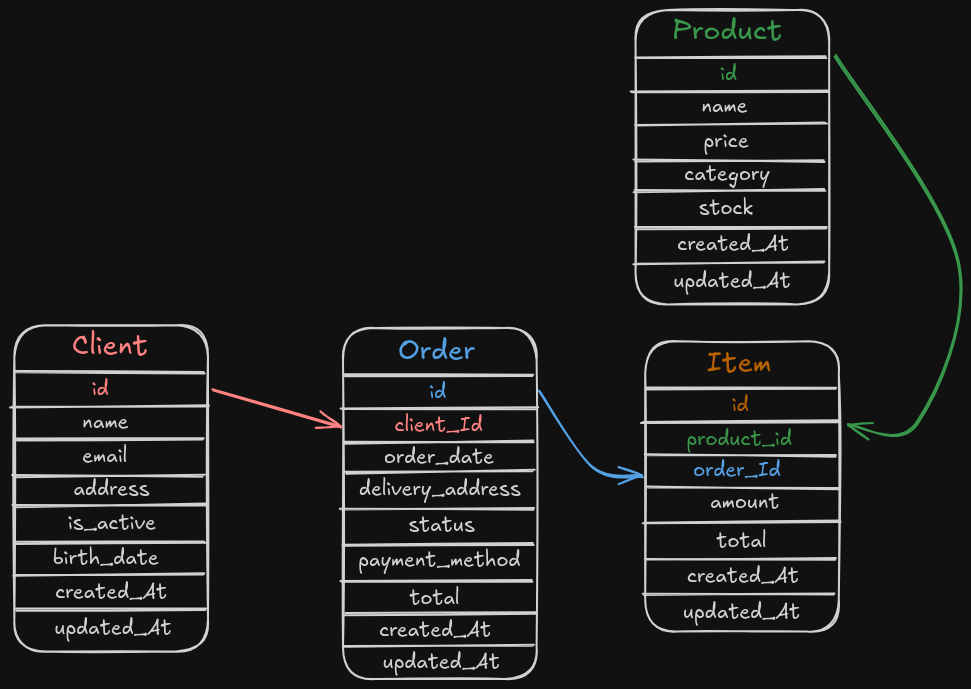 Product
id
name
price
category
stock
created_At
updated_At
Client
id
name
email
address
is_active
birth_date
created_At
updated_At
Order
id
client_Id
order_date
delivery_address
status
payment_method
total
created_At
updated_At
Item
id
product_id
order_Id
amount
total
created_At
updated_At